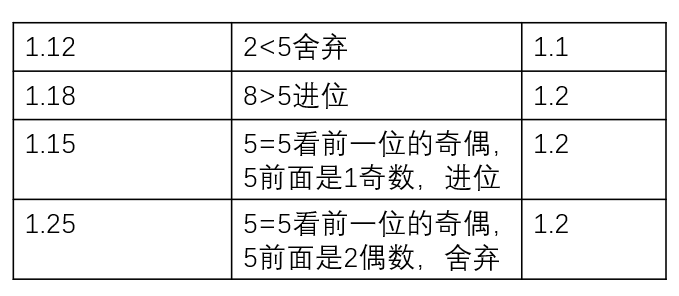 1.12 2<5舍弃 1.1
1.18 8>5进位 1.2
1.15 5=5看前一位的奇偶, 1.2
5前面是1奇数, 进位
1.25 5=5看前一位的奇偶, 1.2
5前面是2偶数, 舍弃